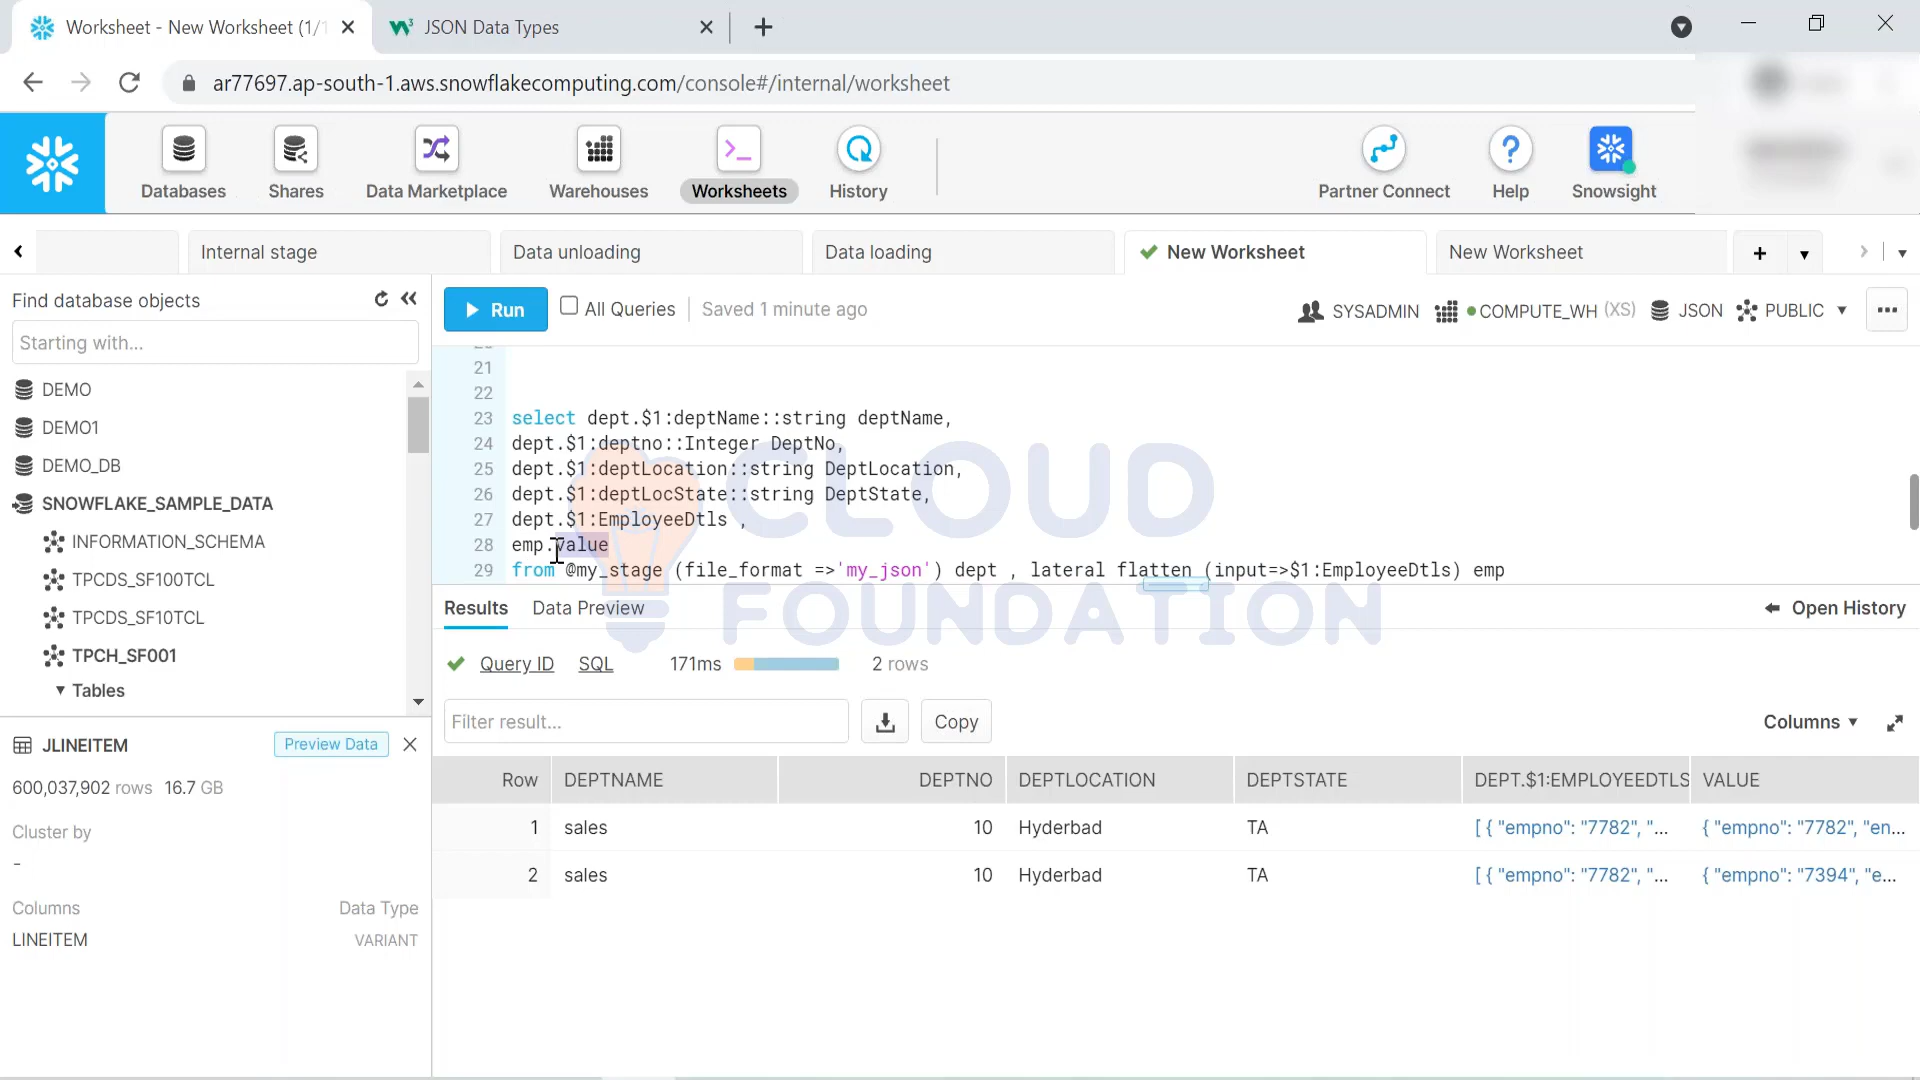 Worksheet - New Worksheet (1/1
JSON Data Types
ar77697.ap-south-1.aws.snowflakecomputing.com/console#/internal/worksheet
Databases
Shares
Data Marketplace
Warehouses
Worksheets
History
Partner Connect
Help
Snowsight
Internal stage
Data unloading
Data loading
New Worksheet
New Worksheet
Find database objects
Starting with...
DEMO
DEMO1
DEMO_DB
SNOWFLAKE_SAMPLE_DATA
INFORMATION_SCHEMA
TPCDS_SF100TCL
TPCDS_SF10TCL
TPCH_SF001
Tables
JLINEITEM
Preview Data
600,037,902 rows 16.7 GB
Cluster by
-
Columns Data Type
LINEITEM VARIANT
Run
All Queries
Saved 1 minute ago
SYSADMIN
COMPUTE_WH (XS)
JSON
PUBLIC
21
22
23 select dept.$1:deptName::string deptName,
24 dept.$1:deptno::Integer DeptNo,
25 dept.$1:deptLocation::string DeptLocation,
26 dept.$1:deptLocState::string DeptState,
27 dept.$1:EmployeeDtls ,
28 emp.value
29 from @my_stage (file_format =>'my_json') dept , lateral flatten (input=>$1:EmployeeDtls) emp
CLOUD
FOUNDATION
Results
Data Preview
Open History
Query ID SQL 171ms 2 rows
Filter result...
Copy
Columns
Row DEPTNAME DEPTNO DEPTLOCATION DEPTSTATE DEPT.$1:EMPLOYEEDTLS VALUE
1 sales 10 Hyderbad TA [ { "empno": "7782", "... { "empno": "7782", "en...
2 sales 10 Hyderbad TA [ { "empno": "7782", "... { "empno": "7394", "e...